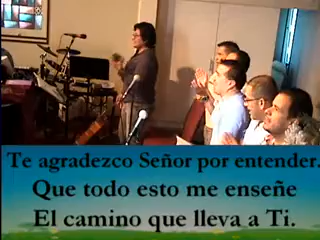 Te agradezco Señor por entender.
Que todo esto me enseñe
El camino que lleva a Ti.